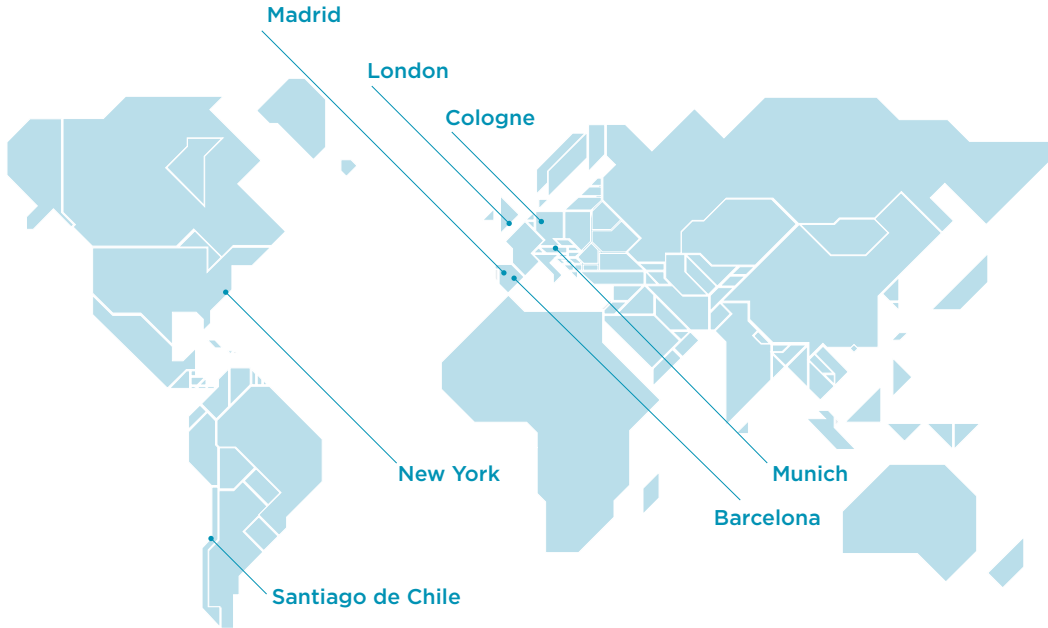 Madrid
London
Cologne
New York
Munich
Barcelona
Santiago de Chile